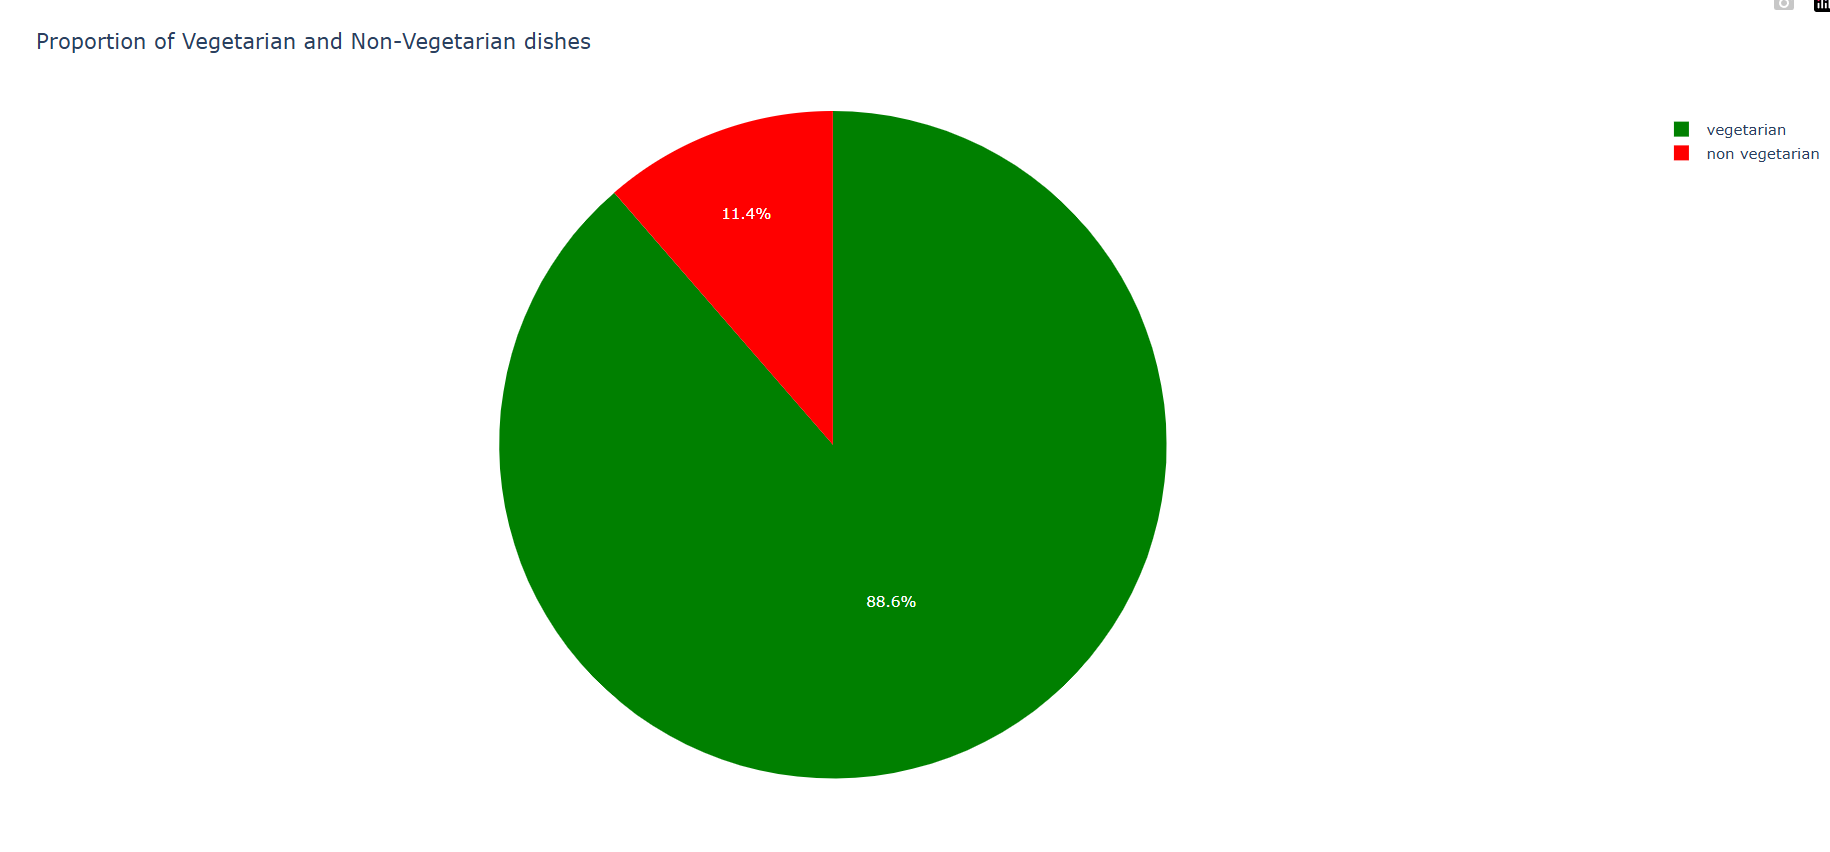 Proportion of Vegetarian and Non-Vegetarian dishes
vegetarian
non vegetarian
11.4%
88.6%